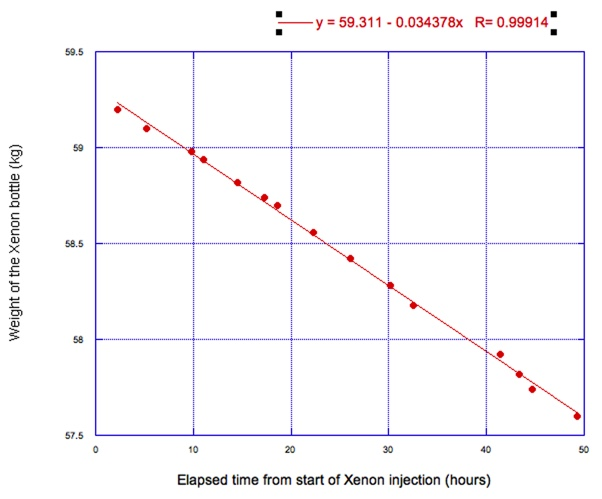 y = 59.311 - 0.034378x R= 0.99914
59.5
59
58.5
58
57.5
Weight of the Xenon bottle (kg)
0 10 20 30 40 50
Elapsed time from start of Xenon injection (hours)